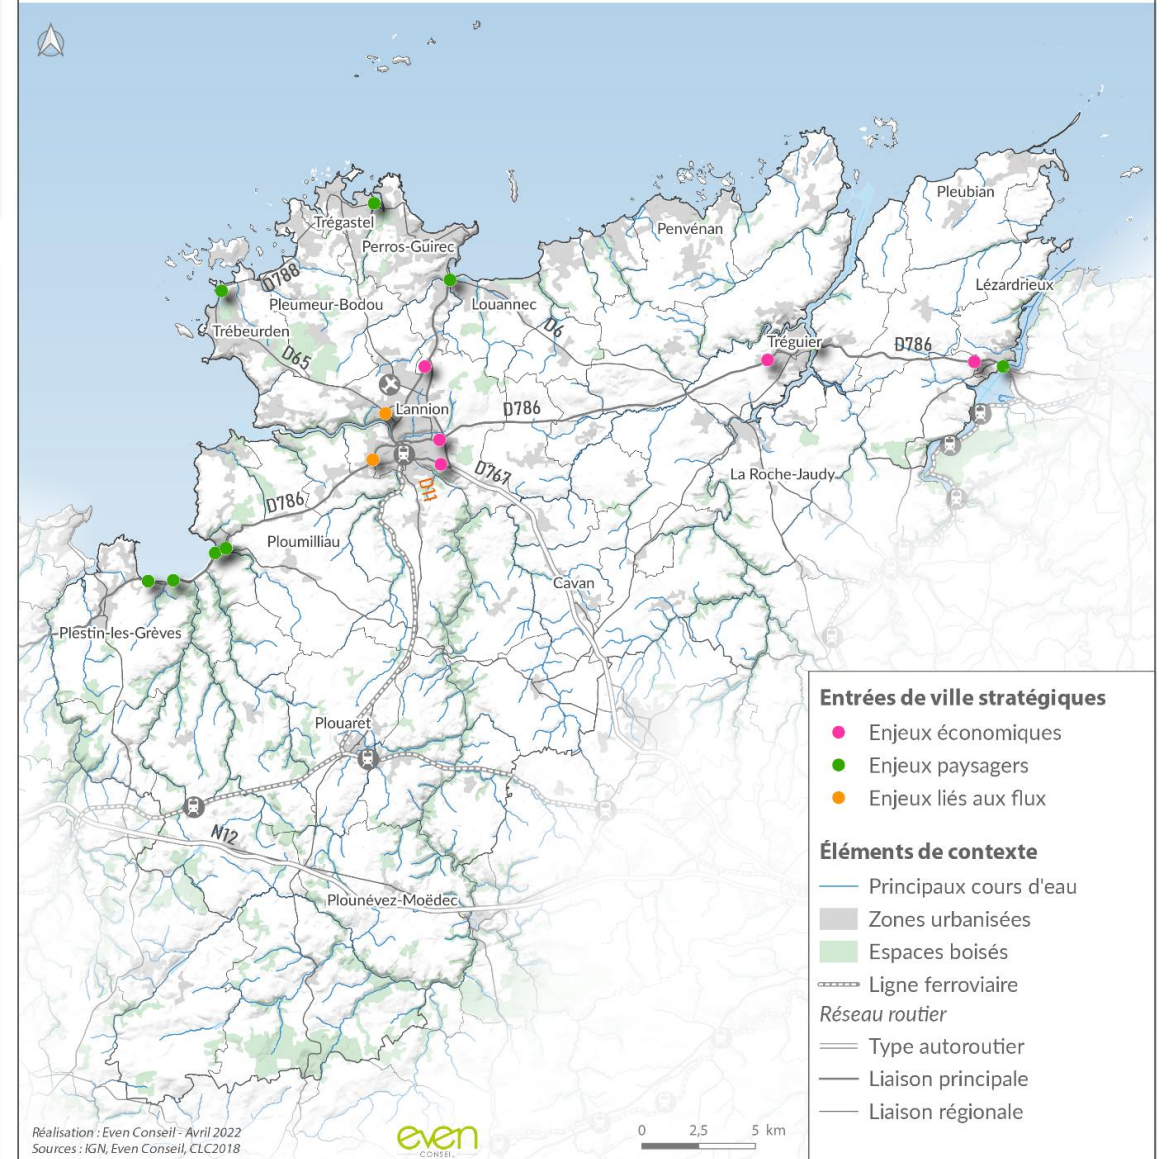 Pleubian
Trégastel
Penvénan
Perros-Guirec
D788
Lézardrieux
Pleumeur-Bodou
Louannec
Trébeurden
D6
Tréguier
D786
D65
Lannion
D786
D767
La Roche-Jaudy
D11
D786
Ploumilliau
Cavan
Plestin-les-Grèves
Plouaret
N12
Plounévez-Moëdec
Entrées de ville stratégiques
Enjeux économiques
Enjeux paysagers
Enjeux liés aux flux
Éléments de contexte
Principaux cours d'eau
Zones urbanisées
Espaces boisés
Ligne ferroviaire
Réseau routier
Type autoroutier
Liaison principale
Liaison régionale
Réalisation : Even Conseil - Avril 2022
Sources : IGN, Even Conseil, CLC2018
even
CONSEIL
0 2,5 5 km